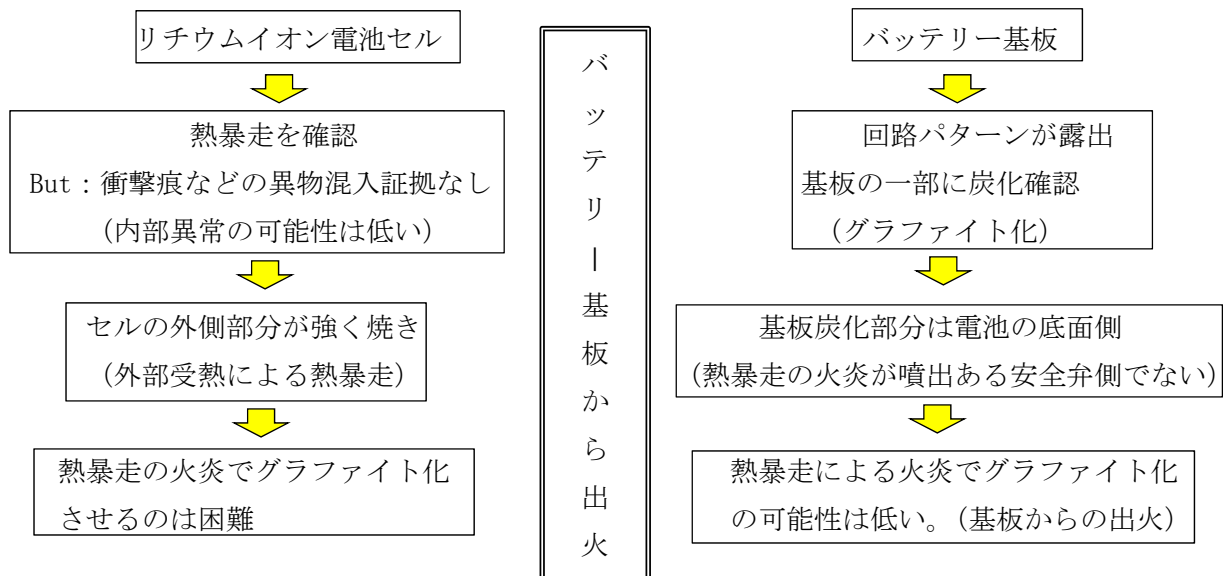 リチウムイオン電池セル
熱暴走を確認
But:衝撃痕などの異物混入証拠なし
(内部異常の可能性は低い)
セルの外側部分が強く焼き
(外部受熱による熱暴走)
熱暴走の火炎でグラファイト化
させるのは困難
バッテリー基板から出火
バッテリー基板
回路パターンが露出
基板の一部に炭化確認
(グラファイト化)
基板炭化部分は電池の底面側
(熱暴走の火炎が噴出ある安全弁側でない)
熱暴走による火炎でグラファイト化
の可能性は低い。(基板からの出火)